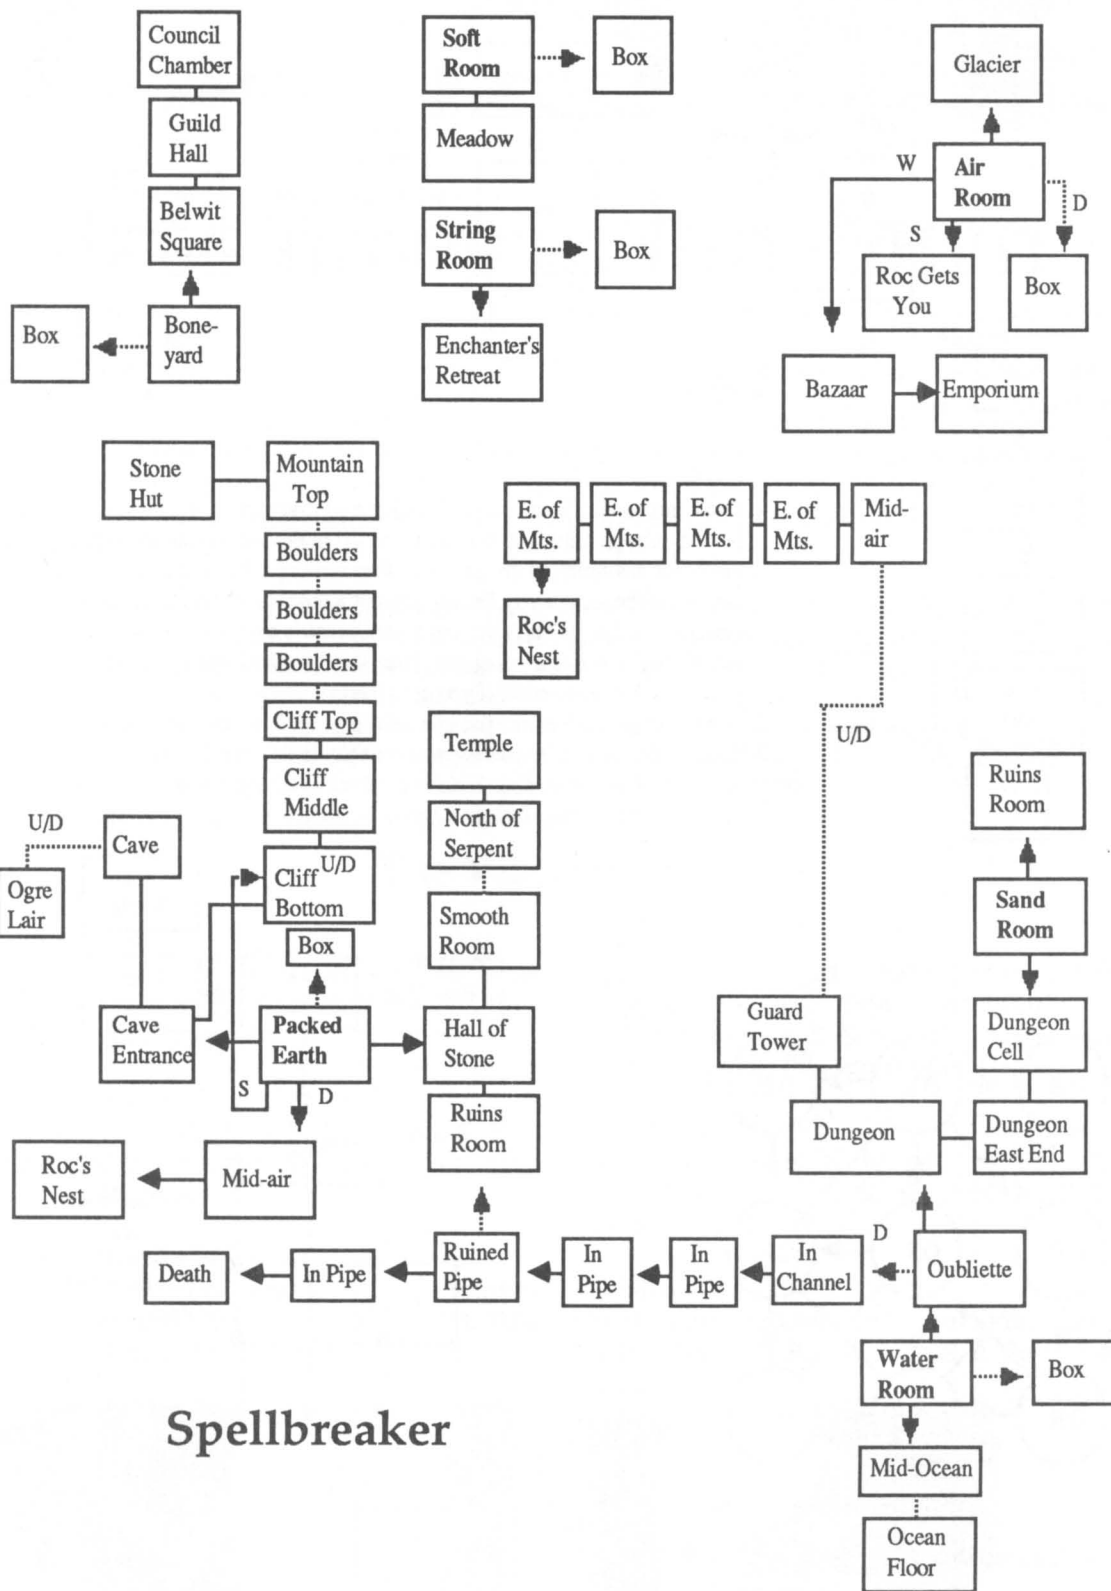 Council
Chamber
Guild
Hall
Belwit
Square
Bone-
yard
Box
Soft
Room
Box
Meadow
String
Room
Box
Enchanter's
Retreat
Glacier
W
Air
Room
D
S
Roc Gets
You
Box
Bazaar
Emporium
Stone
Hut
Mountain
Top
Boulders
Boulders
Boulders
Cliff Top
Cliff
Middle
U/D
Cliff
Bottom
U/D
Cave
Ogre
Lair
Box
Cave
Entrance
Packed
Earth
S
D
Roc's
Nest
Mid-air
Temple
North of
Serpent
Smooth
Room
Hall of
Stone
Ruins
Room
E. of
Mts.
E. of
Mts.
E. of
Mts.
E. of
Mts.
Mid-
air
Roc's
Nest
U/D
Ruins
Room
Sand
Room
Guard
Tower
Dungeon
Cell
Dungeon
Dungeon
East End
Death
In Pipe
Ruined
Pipe
In
Pipe
In
Pipe
In
Channel
D
Oubliette
Water
Room
Box
Mid-Ocean
Ocean
Floor
Spellbreaker